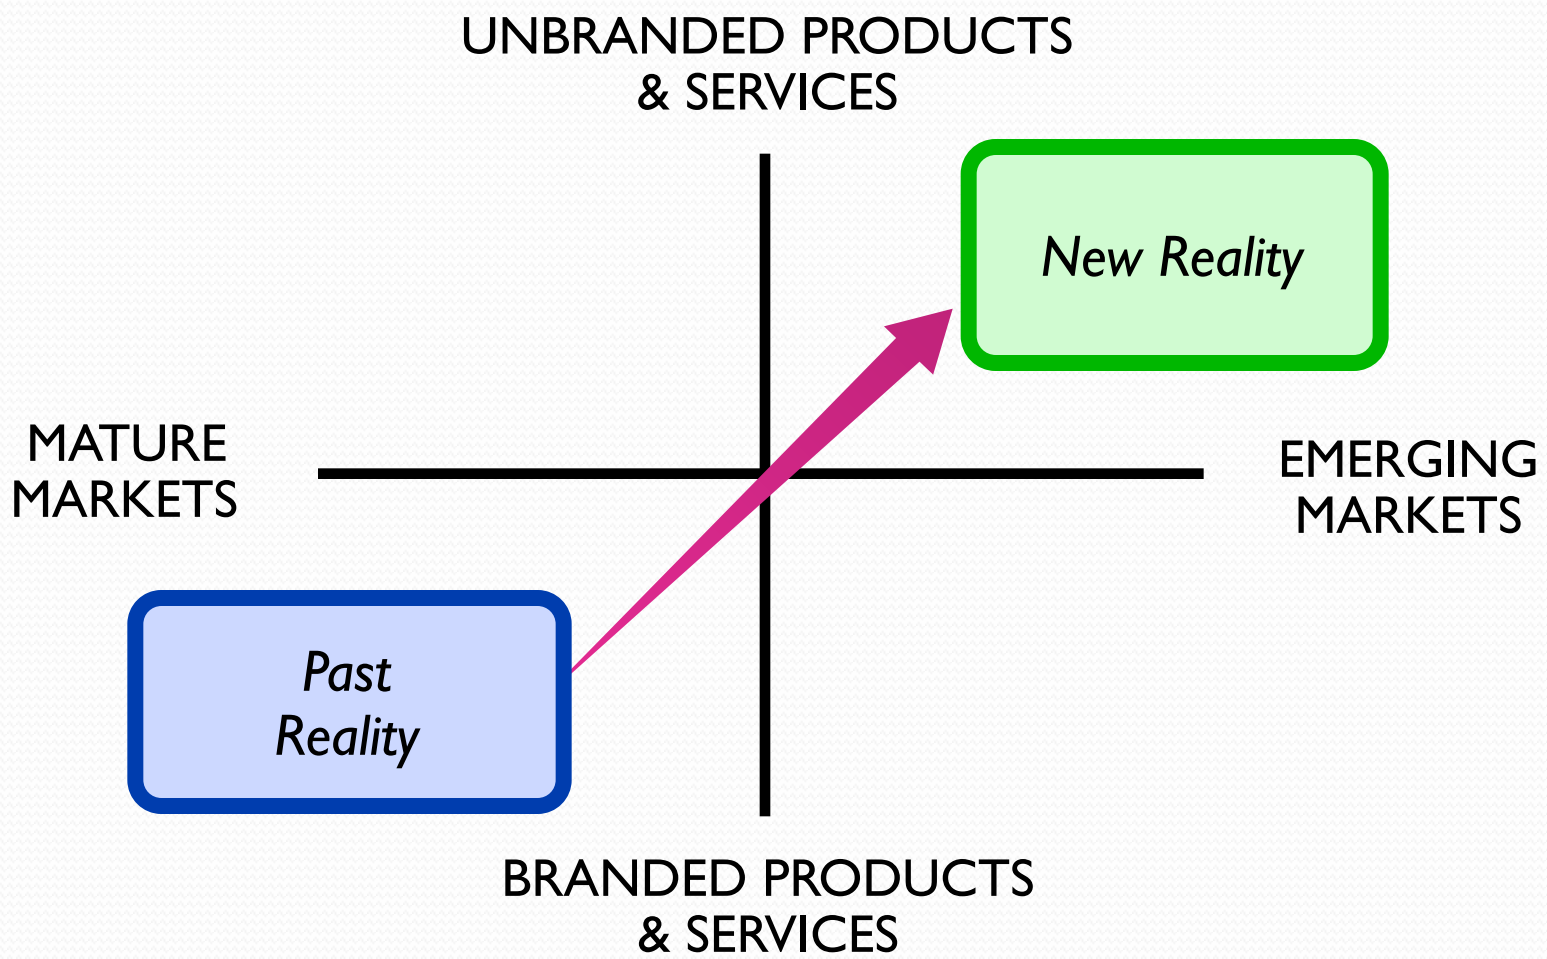 UNBRANDED PRODUCTS
& SERVICES
New Reality
MATURE
MARKETS
EMERGING
MARKETS
Past
Reality
BRANDED PRODUCTS
& SERVICES